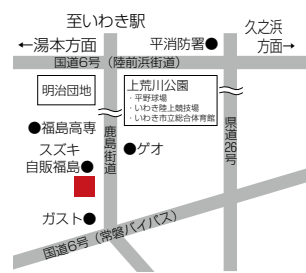 至いわき駅
←湯本方面
平消防署●
久之浜
方面→
国道6号（陸前浜街道）
明治団地
上荒川公園
・平野球場
・いわき陸上競技場
・いわき市立総合体育館
●福島高専
鹿島街道
●ゲオ
県道26号
スズキ
自販福島●
ガスト●
国道6号（常磐バイパス）